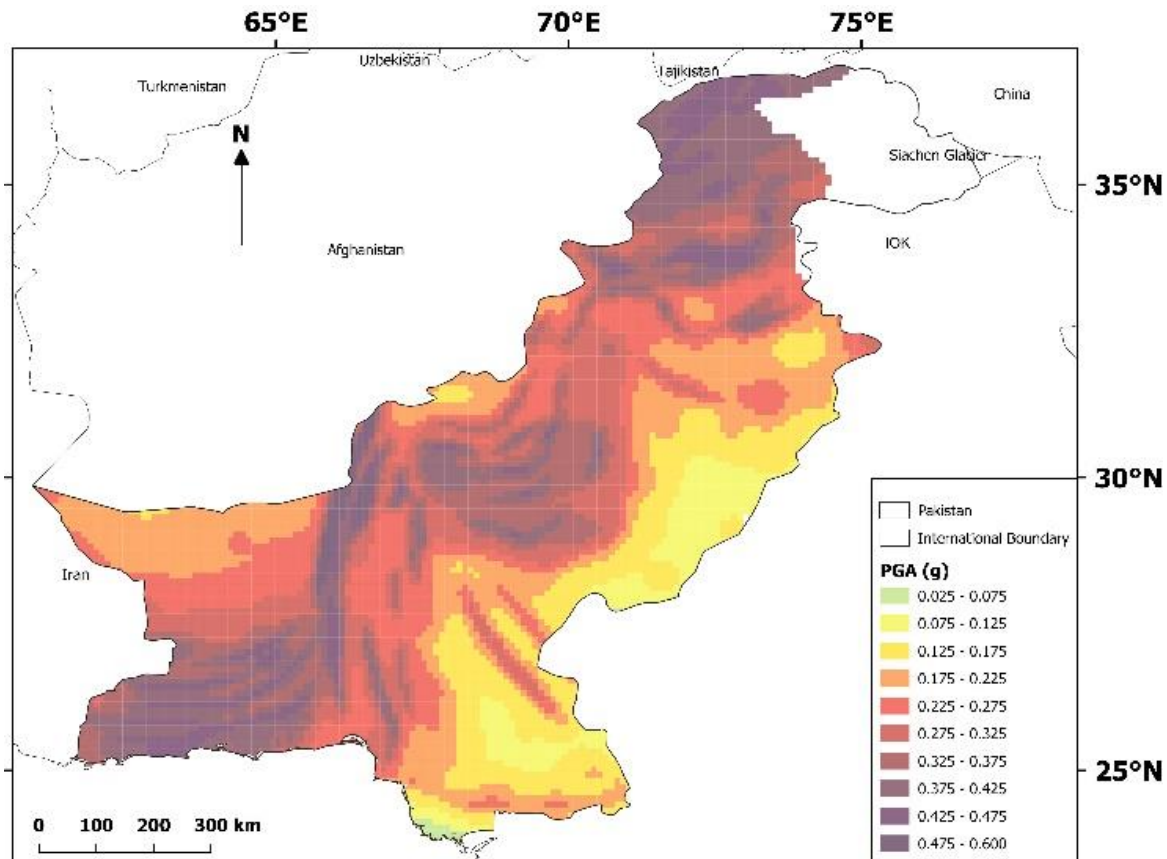 65°E 70°E 75°E
Uzbekistan
Tajikistan
Turkmenistan
China
N
Siachen Glacier
35°N
Afghanistan
IOK
30°N
Pakistan
International Boundary
Iran
PGA (g)
0.025 - 0.075
0.075 - 0.125
0.125 - 0.175
0.175 - 0.225
0.225 - 0.275
0.275 - 0.325
0.325 - 0.375
0.375 - 0.425
0.425 - 0.475
0.475 - 0.600
25°N
0 100 200 300 km